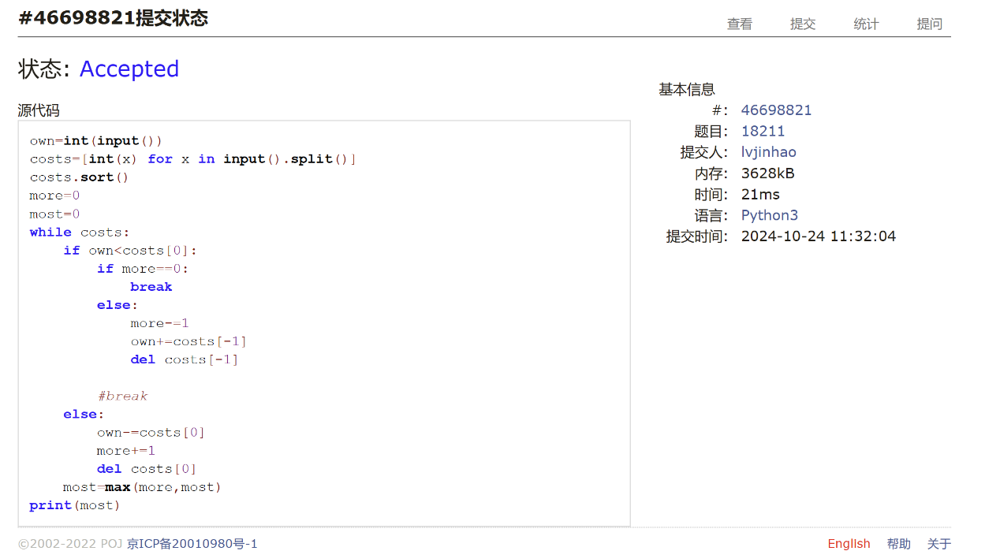 #46698821提交状态
查看 提交 统计 提问
状态: Accepted
源代码
own=int(input())
costs=[int(x) for x in input().split()]
costs.sort()
more=0
most=0
while costs:
    if own<costs[0]:
        if more==0:
            break
        else:
            more-=1
            own+=costs[-1]
            del costs[-1]

        #break
    else:
        own-=costs[0]
        more+=1
        del costs[0]
    most=max(more,most)
print(most)
基本信息
#: 46698821
题目: 18211
提交人: lvjinhao
内存: 3628kB
时间: 21ms
语言: Python3
提交时间: 2024-10-24 11:32:04
©2002-2022 POJ 京ICP备20010980号-1
English 帮助 关于